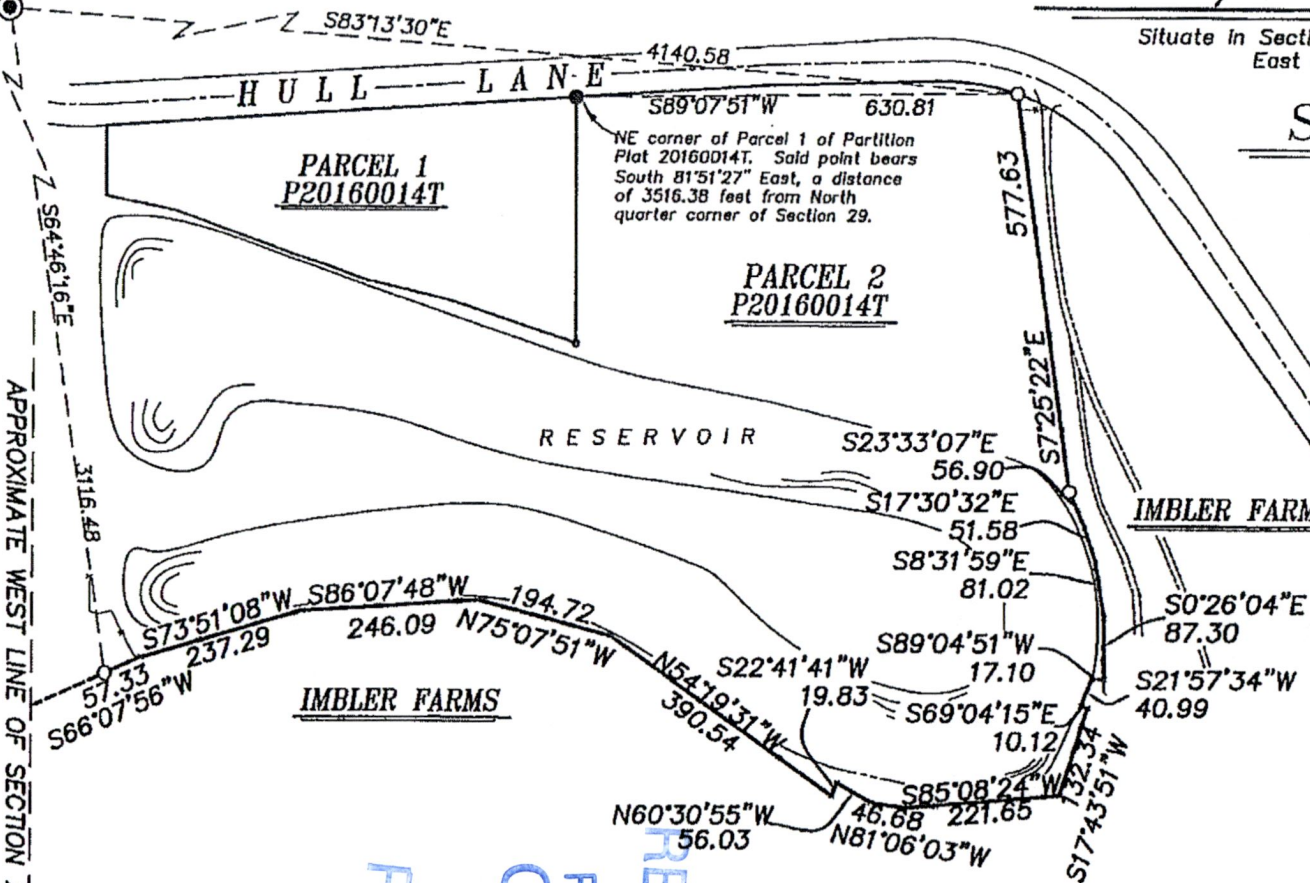 S83°13'30"E
4140.58
Situate in Secti
East
S
HULL LANE
S89°07'51"W 630.81
NE corner of Parcel 1 of Partition
Plat 20160014T. Said point bears
South 81°51'27" East, a distance
of 3516.38 feet from North
quarter corner of Section 29.
PARCEL 1
P20160014T
577.63
S7°25'22"E
S64°46'16"E
3116.48
PARCEL 2
P20160014T
RESERVOIR
S23°33'07"E
56.90
S17°30'32"E
51.58
S8°31'59"E
81.02
IMBLER FARM
S0°26'04"E
87.30
S89°04'51"W
17.10
S21°57'34"W
40.99
S69°04'15"E
10.12
132.34
S17°43'51"W
S85°08'24"W
221.65
46.68
N81°06'03"W
N60°30'55"W
56.03
S22°41'41"W
19.83
N54°19'31"W
390.54
194.72
N75°07'51"W
S86°07'48"W
246.09
S73°51'08"W
237.29
57.33
S66°07'56"W
IMBLER FARMS
APPROXIMATE WEST LINE OF SECTION
RE